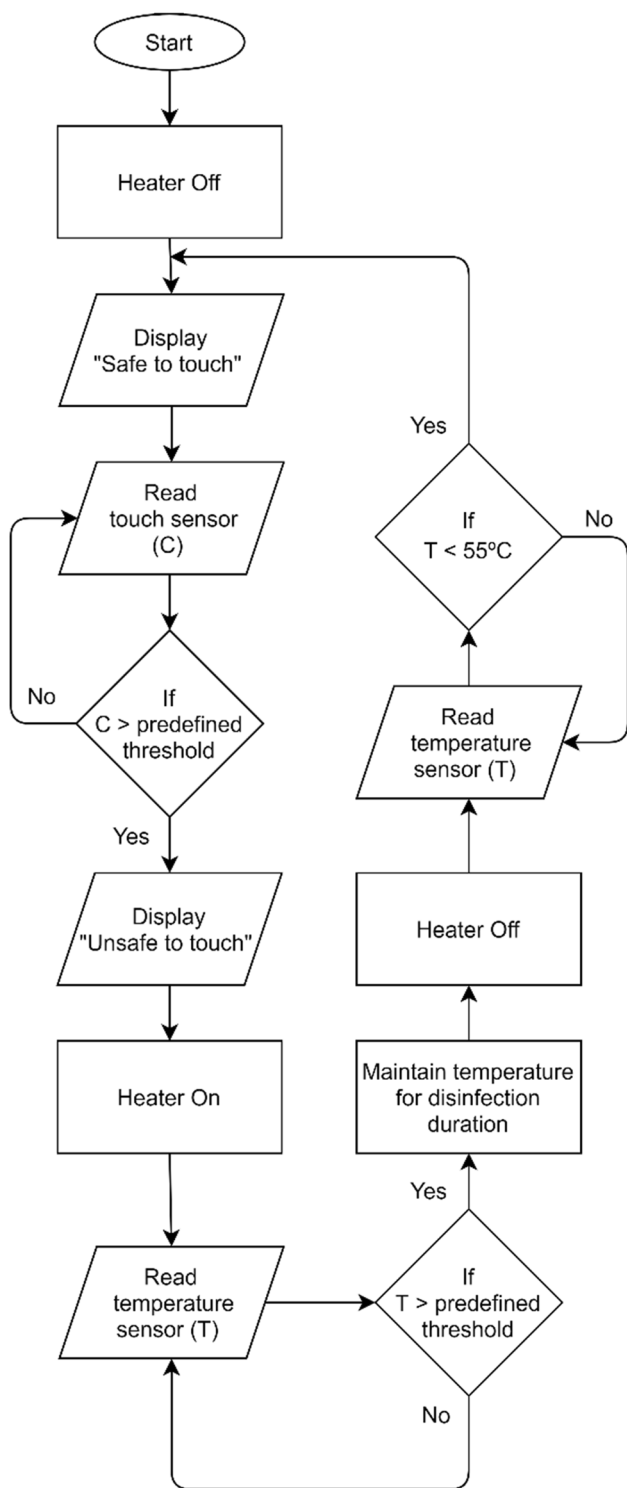 Start
Heater Off
Display
"Safe to touch"
Read
touch sensor
(C)
If
C > predefined
threshold
No
Yes
Display
"Unsafe to touch"
Heater On
Read
temperature
sensor (T)
If
T > predefined
threshold
No
Yes
Maintain temperature
for disinfection
duration
Heater Off
Read
temperature
sensor (T)
If
T < 55ºC
No
Yes